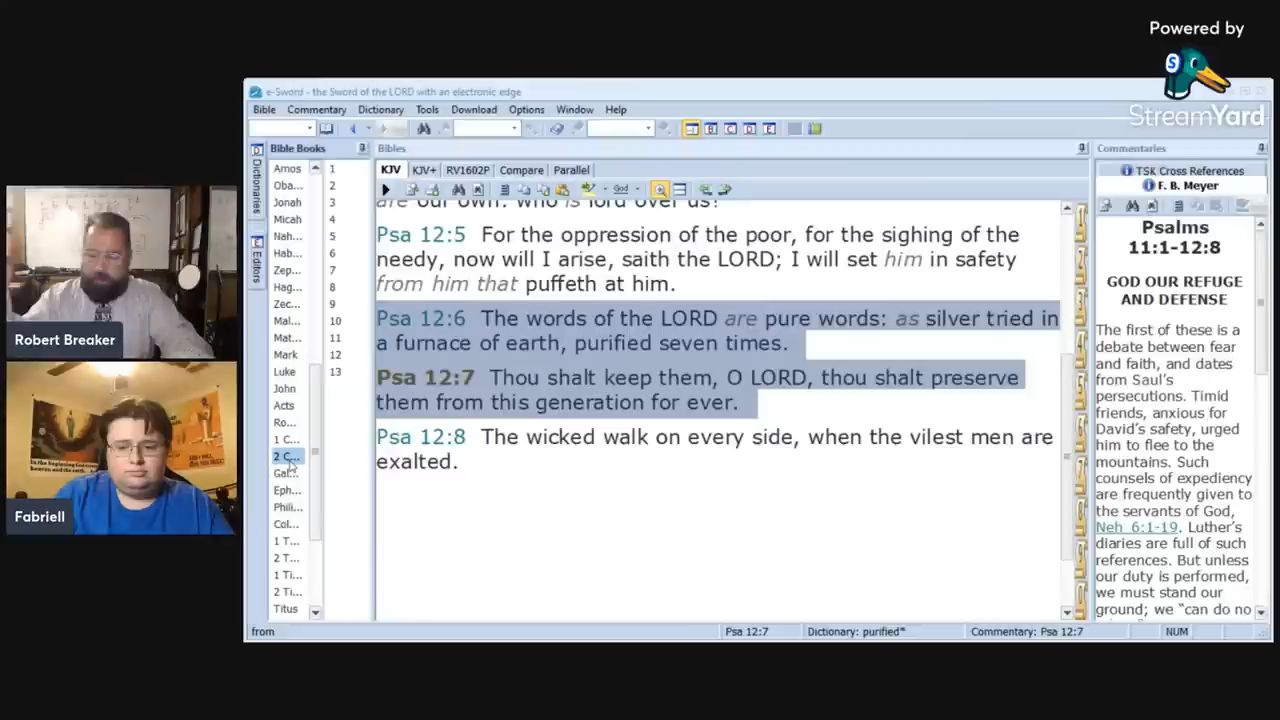 Powered by
StreamYard
e-Sword - the Sword of the LORD with an electronic edge
Bible Commentary Dictionary Tools Download Options Window Help
Dictionaries
Editors
Bible Books
Amos
Oba...
Jonah
Micah
Nah...
Hab...
Zep...
Hag...
Zec...
Mal...
Mat...
Mark
Luke
John
Acts
Ro...
1 C...
2 C...
Gal...
Eph...
Phili...
Col...
1 T...
2 T...
1 Ti...
2 Ti...
Titus
1
2
3
4
5
6
7
8
9
10
11
12
13
Bibles
KJV KJV+ RV1602P Compare Parallel
are our own: who is lord over us?
Psa 12:5 For the oppression of the poor, for the sighing of the
needy, now will I arise, saith the LORD; I will set him in safety
from him that puffeth at him.
Psa 12:6 The words of the LORD are pure words: as silver tried in
a furnace of earth, purified seven times.
Psa 12:7 Thou shalt keep them, O LORD, thou shalt preserve
them from this generation for ever.
Psa 12:8 The wicked walk on every side, when the vilest men are
exalted.
Commentaries
TSK Cross References
F. B. Meyer
Psalms
11:1-12:8
GOD OUR REFUGE
AND DEFENSE
The first of these is a
debate between fear
and faith, and dates
from Saul's
persecutions. Timid
friends, anxious for
David's safety, urged
him to flee to the
mountains. Such
counsels of expediency
are frequently given to
the servants of God,
Neh_6:1-19. Luther's
diaries are full of such
references. But unless
our duty is performed,
we must stand our
ground; we "can do no
from
Psa 12:7
Dictionary: purified*
Commentary: Psa 12:7
NUM
Robert Breaker
Fabriell